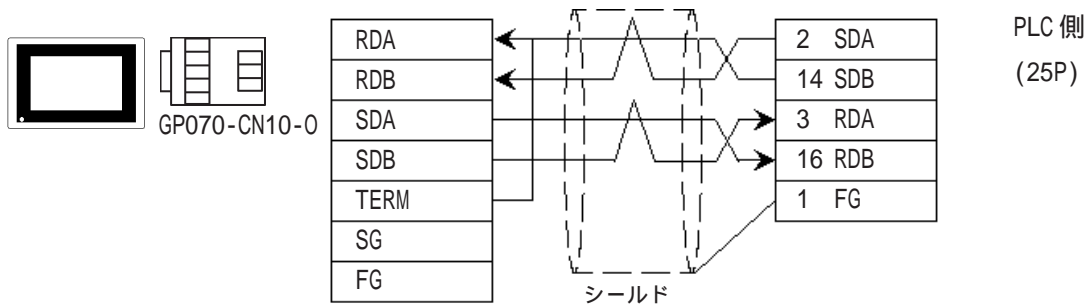 GP070-CN10-O
RDA
RDB
SDA
SDB
TERM
SG
FG
シールド
2 SDA
14 SDB
3 RDA
16 RDB
1 FG
PLC 側
(25P)